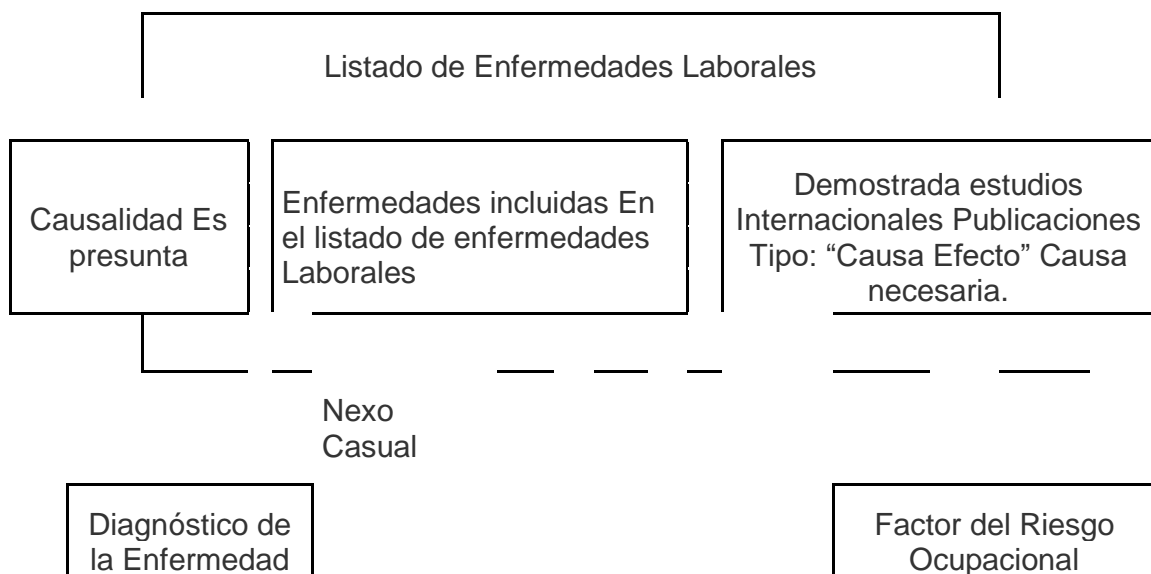 Listado de Enfermedades Laborales
Causalidad Es
presunta
Enfermedades incluidas En
el listado de enfermedades
Laborales
Demostrada estudios
Internacionales Publicaciones
Tipo: “Causa Efecto” Causa
necesaria.
Nexo
Casual
Diagnóstico de
la Enfermedad
Factor del Riesgo
Ocupacional